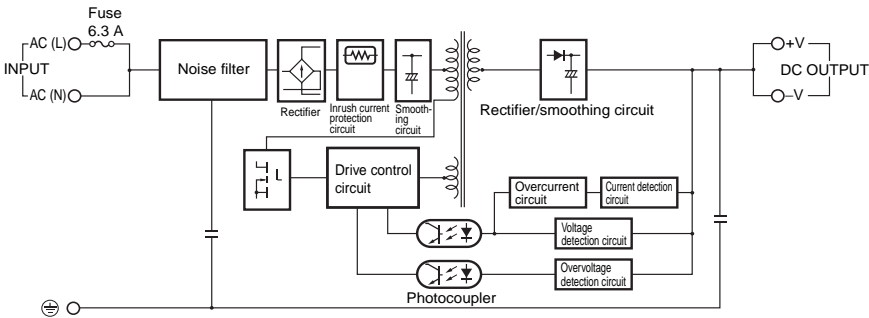 Fuse
6.3 A
AC (L)
INPUT
AC (N)
Noise filter
Rectifier
Inrush current
protection
circuit
Smooth-
ing
circuit
Rectifier/smoothing circuit
+V
DC OUTPUT
–V
Drive control
circuit
Overcurrent
circuit
Current detection
circuit
Voltage
detection circuit
Overvoltage
detection circuit
Photocoupler